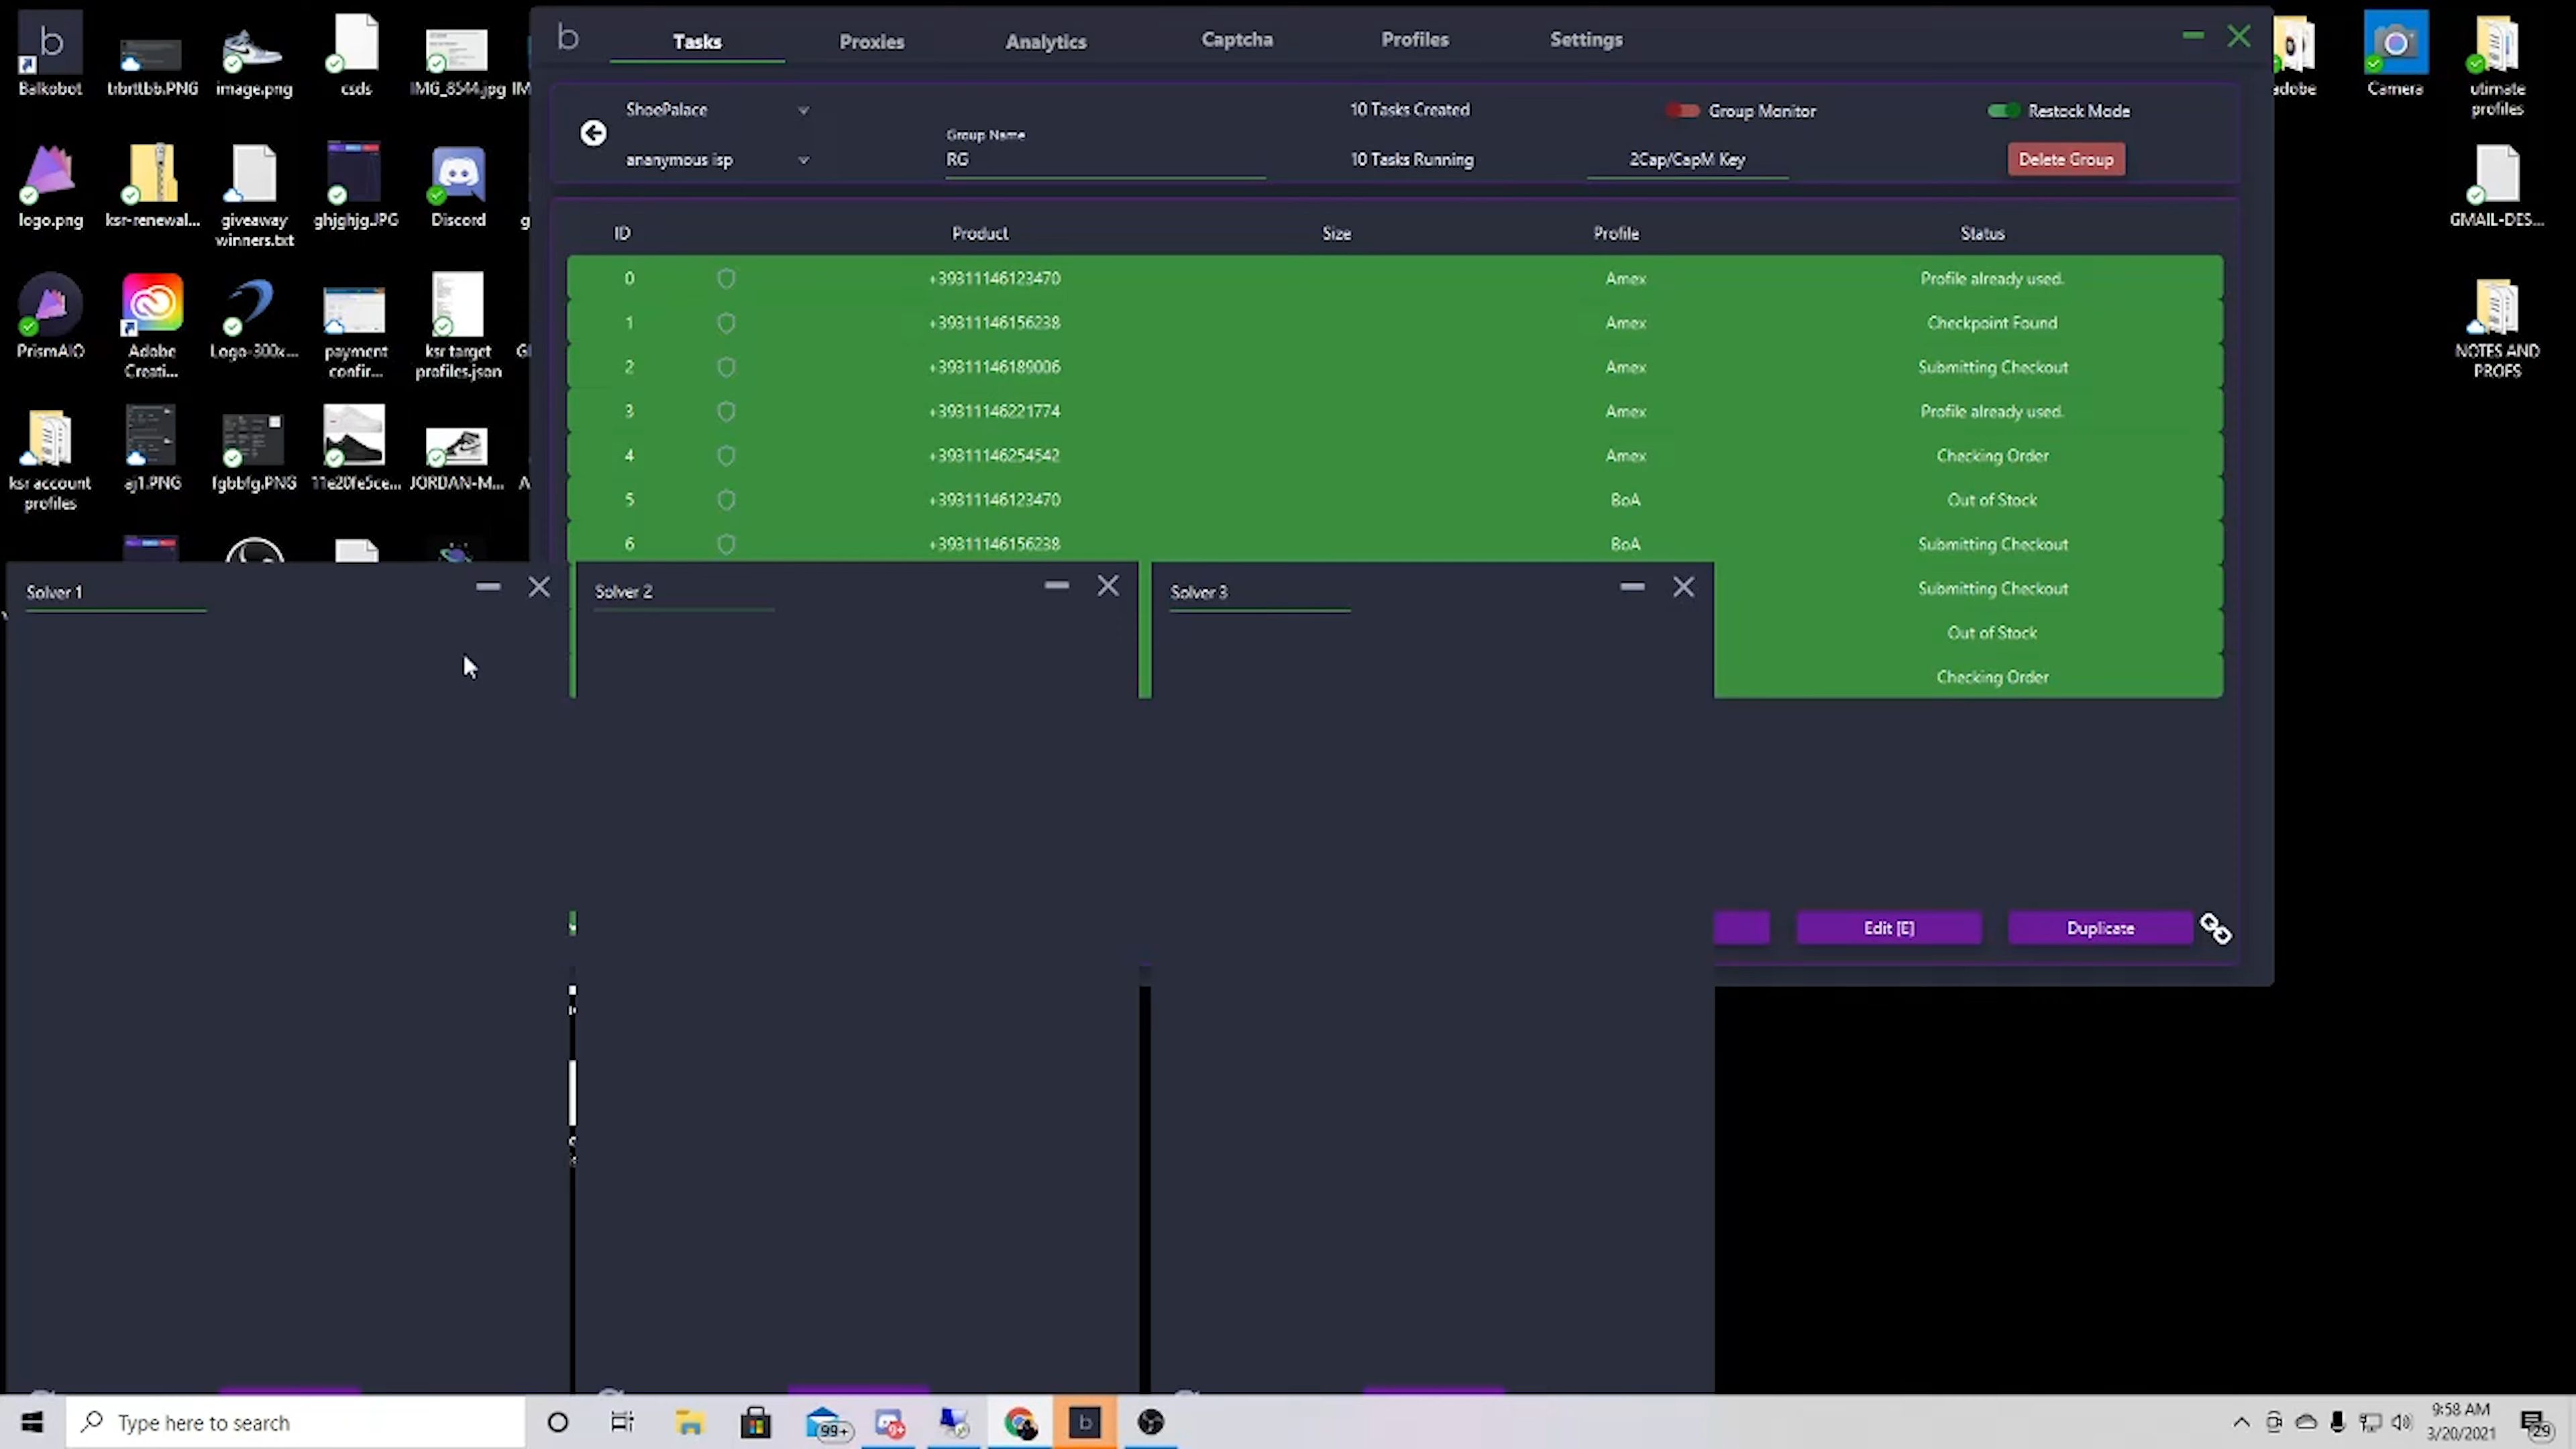 Balkobot
trbrttbb.PNG
image.png
csds
IMG_8544.jpg
logo.png
ksr-renewal...
giveaway
winners.txt
ghjghjg.JPG
Discord
PrismAIO
Adobe
Creati...
Logo-300x...
payment
confir...
ksr target
profiles.json
ksr account
profiles
aj1.PNG
fgbbfg.PNG
11e20fe5ce...
JORDAN-M...
b
Tasks
Proxies
Analytics
Captcha
Profiles
Settings
ShoePalace
10 Tasks Created
Group Monitor
Restock Mode
Group Name
ananymous isp
RG
10 Tasks Running
2Cap/CapM Key
Delete Group
ID Product Size Profile Status
0 +39311146123470 Amex Profile already used.
1 +39311146156238 Amex Checkpoint Found
2 +39311146189006 Amex Submitting Checkout
3 +39311146221774 Amex Profile already used.
4 +39311146254542 Amex Checking Order
5 +39311146123470 BoA Out of Stock
6 +39311146156238 BoA Submitting Checkout
Submitting Checkout
Out of Stock
Checking Order
Solver 1
Solver 2
Solver 3
Edit [E]
Duplicate
adobe
Camera
utimate
profiles
GMAIL-DES...
NOTES AND
PROFS
Type here to search
99+
9:58 AM
3/20/2021
29